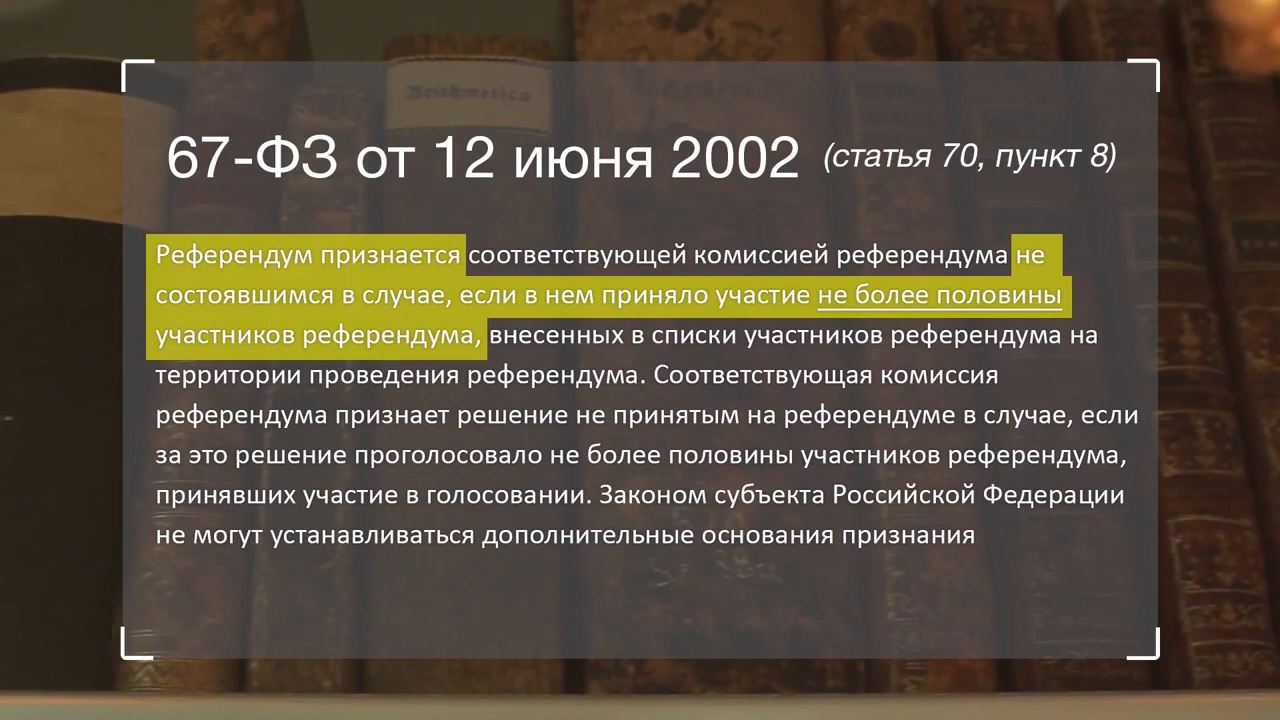 Arithmetica
67-ФЗ от 12 июня 2002 (статья 70, пункт 8)
Референдум признается соответствующей комиссией референдума не
состоявшимся в случае, если в нем приняло участие не более половины
участников референдума, внесенных в списки участников референдума на
территории проведения референдума. Соответствующая комиссия
референдума признает решение не принятым на референдуме в случае, если
за это решение проголосовало не более половины участников референдума,
принявших участие в голосовании. Законом субъекта Российской Федерации
не могут устанавливаться дополнительные основания признания